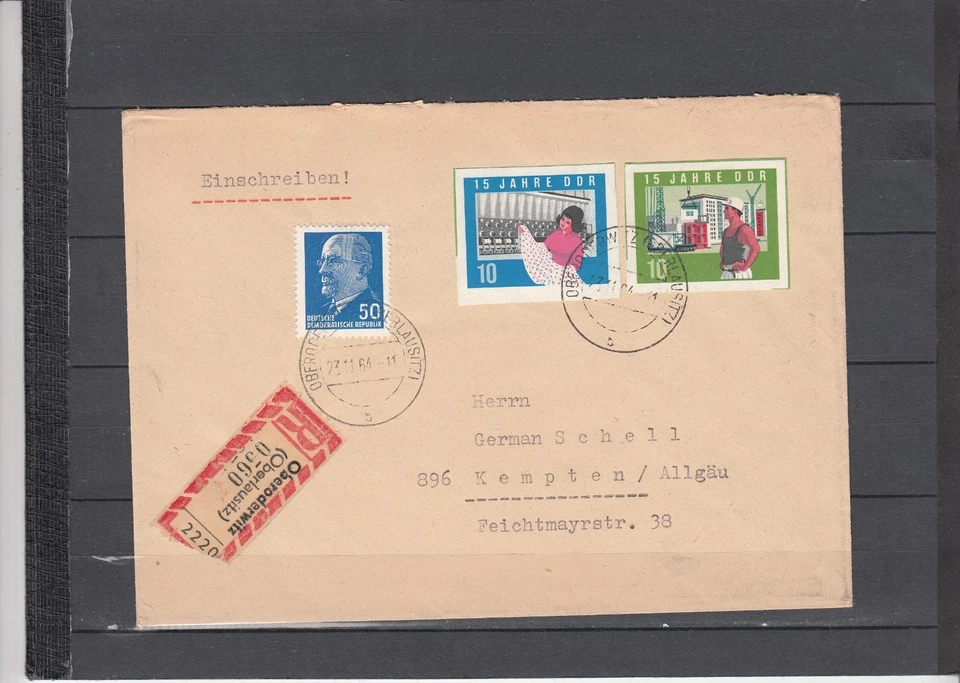 Einschreiben!
15 JAHRE DDR
10
15 JAHRE DDR
10
50
DEUTSCHE
DEMOKRATISCHE REPUBLIK
23.11.64-11
b
b
Herrn
German Schell
896 Kempten/Allgäu
Feichtmayrstr. 38
R
Oberoderwitz
(Oberlausitz)
2220